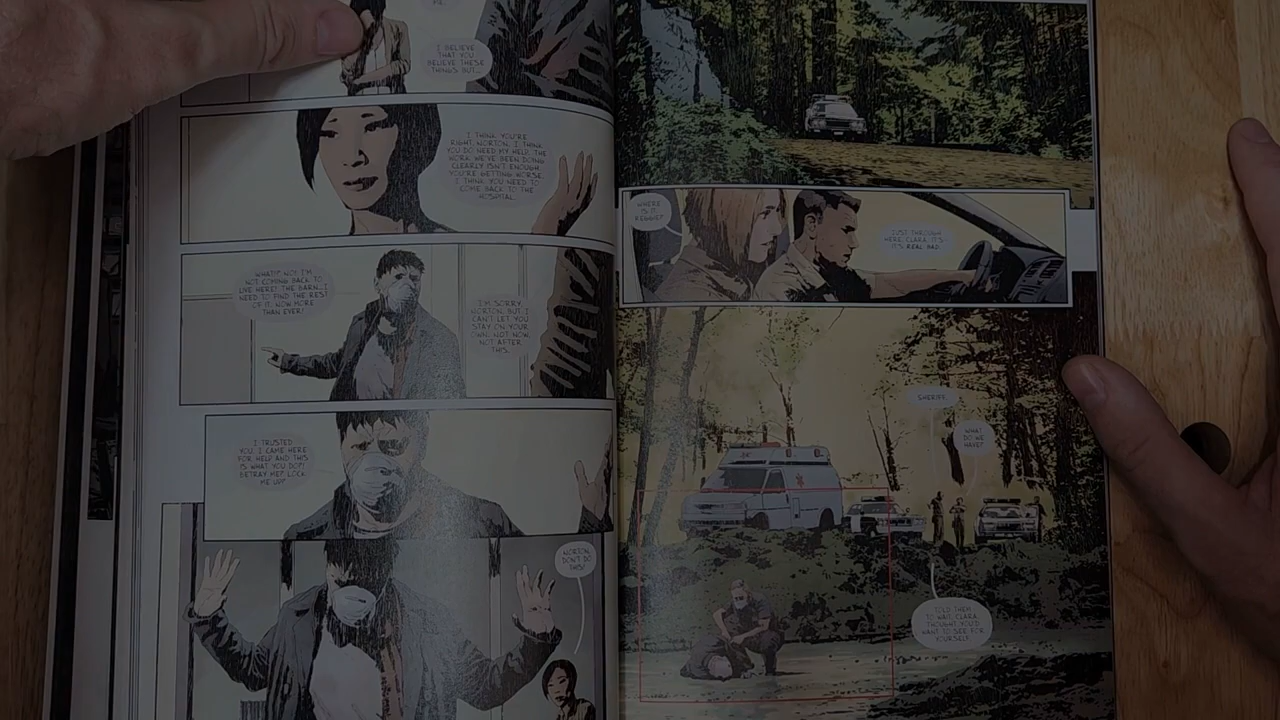 I BELIEVE
THAT YOU
BELIEVE THESE
THINGS BUT...
I THINK YOU'RE
RIGHT, NORTON. I THINK
YOU DO NEED MY HELP. THE
WORK WE'VE BEEN DOING
CLEARLY ISN'T ENOUGH.
YOU'RE GETTING WORSE.
I THINK YOU NEED TO
COME BACK TO THE
HOSPITAL.
WHAT!? NO! I'M
NOT COMING BACK TO
LIVE HERE! THE BARN...I
NEED TO FIND THE REST
OF IT. NOW MORE
THAN EVER!
I'M SORRY,
NORTON. BUT I
CAN'T LET YOU
STAY ON YOUR
OWN. NOT NOW.
NOT AFTER
THIS.
I TRUSTED
YOU. I CAME HERE
FOR HELP AND THIS
IS WHAT YOU DO!?
BETRAY ME? LOCK
ME UP?
NORTON,
DON'T DO
THIS!
WHERE
IS IT,
REGGIE?
JUST THROUGH
HERE, CLARA. IT'S--
IT'S REAL BAD.
SHERIFF.
WHAT
DO WE
HAVE?
TOLD THEM
TO WAIT, CLARA.
THOUGHT YOU'D
WANT TO SEE FOR
YOURSELF.